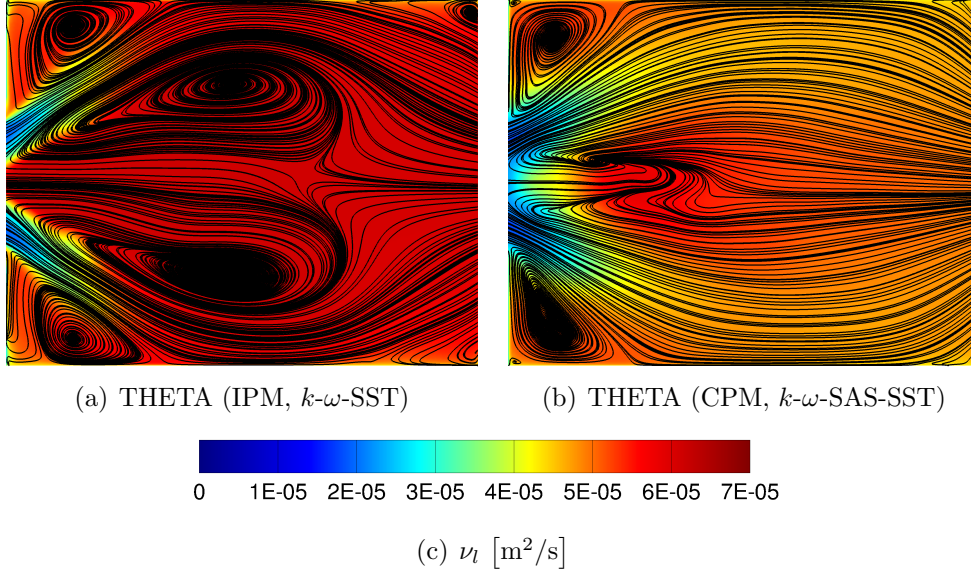 (a) THETA (IPM, k-ω-SST)
(b) THETA (CPM, k-ω-SAS-SST)
0 1E-05 2E-05 3E-05 4E-05 5E-05 6E-05 7E-05
(c) νl [m²/s]